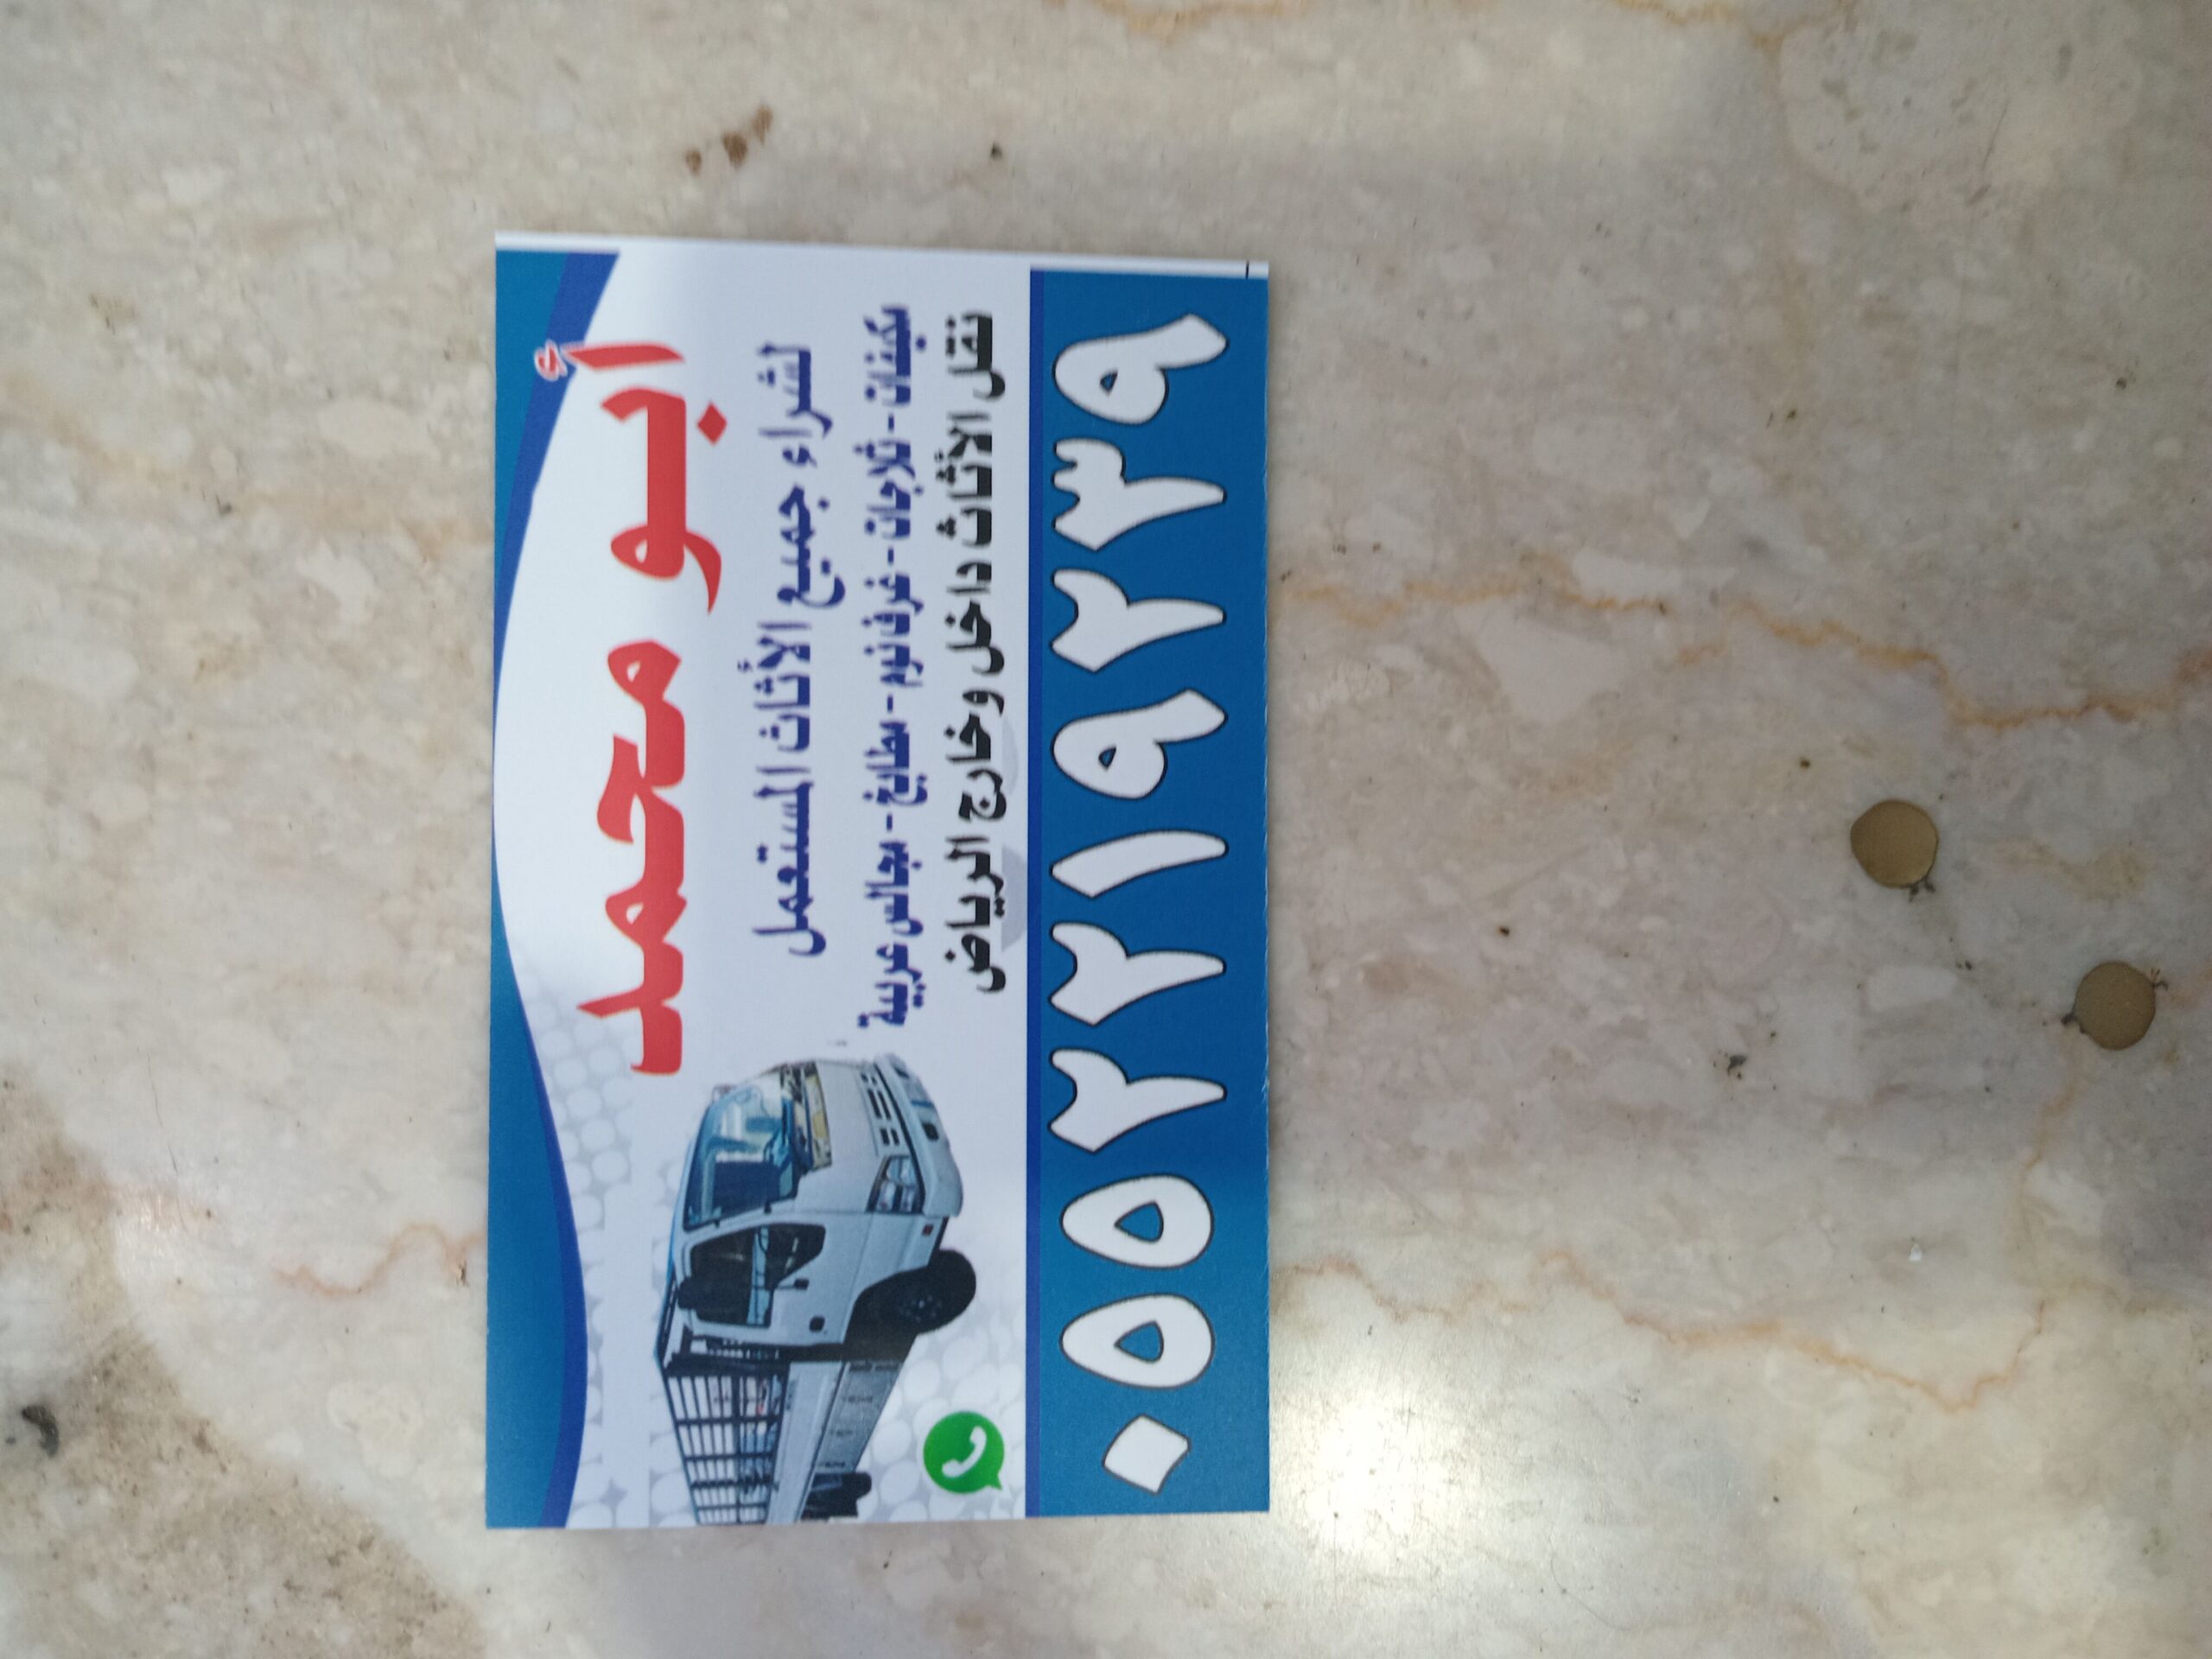 أبو محمد
لشراء جميع الأثاث المستعمل
مكيفات - ثلاجات - غرف نوم - مطابخ - مجالس عربية
نقل الأثاث داخل وخارج الرياض
٠٥٥٢٢١٩٢٣٩